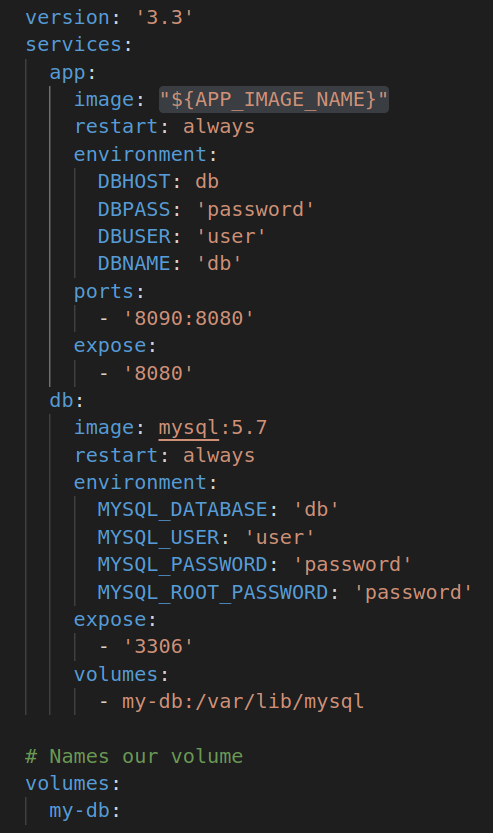 version: '3.3'
services:
  app:
    image: "${APP_IMAGE_NAME}"
    restart: always
    environment:
      DBHOST: db
      DBPASS: 'password'
      DBUSER: 'user'
      DBNAME: 'db'
    ports:
      - '8090:8080'
    expose:
      - '8080'
  db:
    image: mysql:5.7
    restart: always
    environment:
      MYSQL_DATABASE: 'db'
      MYSQL_USER: 'user'
      MYSQL_PASSWORD: 'password'
      MYSQL_ROOT_PASSWORD: 'password'
    expose:
      - '3306'
    volumes:
      - my-db:/var/lib/mysql

# Names our volume
volumes:
  my-db: